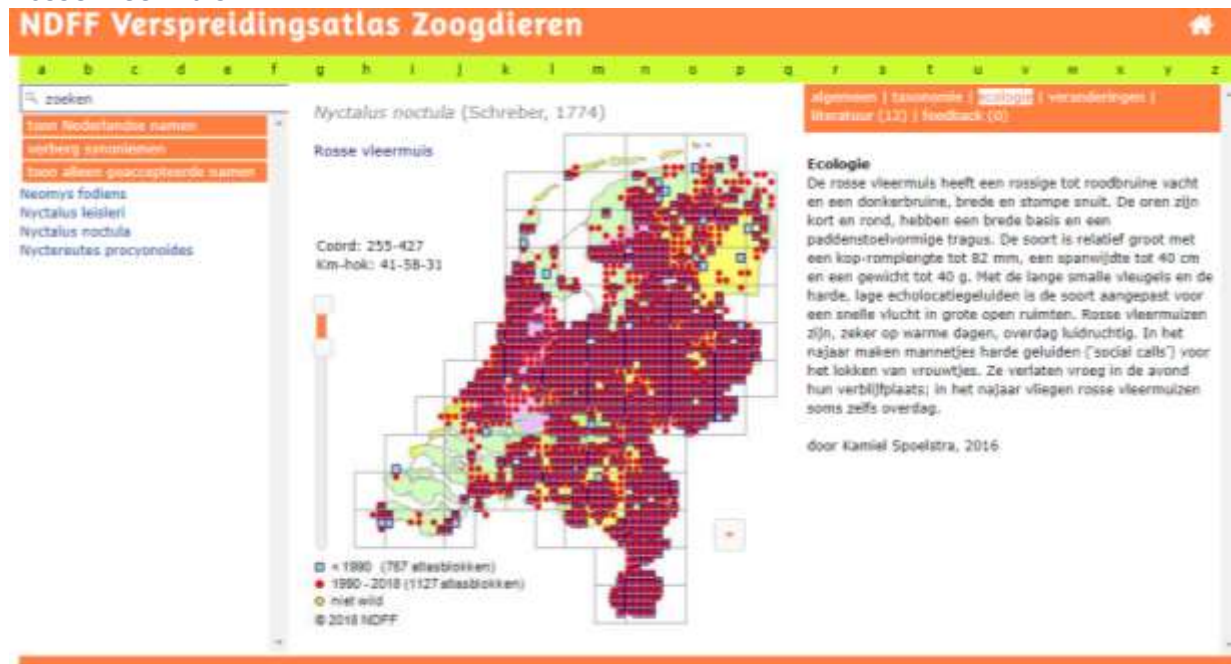 NDFF Verspreidingsatlas Zoogdieren
a b c d e f g h i j k l m n o p q r s t u v w x y z
zoeken
toon Nederlandse namen
verberg synoniemen
toon alleen geaccepteerde namen
Neomys fodiens
Nyctalus leisleri
Nyctalus noctula
Nyctereutes procyonoides
Nyctalus noctula (Schreber, 1774)
Rosse vleermuis
Coord: 255-427
Km-hok: 41-58-31
< 1990 (767 atlasblokken)
1990 - 2018 (1127 atlasblokken)
niet wild
© 2018 NDFF
algemeen | taxonomie | ecologie | veranderingen |
literatuur (12) | feedback (0)
Ecologie
De rosse vleermuis heeft een rossige tot roodbruine vacht
en een donkerbruine, brede en stompe snuit. De oren zijn
kort en rond, hebben een brede basis en een
paddenstoelvormige tragus. De soort is relatief groot met
een kop-romplengte tot 82 mm, een spanwijdte tot 40 cm
en een gewicht tot 40 g. Met de lange smalle vleugels en de
harde, lage echolocatiegeluiden is de soort aangepast voor
een snelle vlucht in grote open ruimten. Rosse vleermuizen
zijn, zeker op warme dagen, overdag luidruchtig. In het
najaar maken mannetjes harde geluiden ('social calls') voor
het lokken van vrouwtjes. Ze verlaten vroeg in de avond
hun verblijfplaats; in het najaar vliegen rosse vleermuizen
soms zelfs overdag.
door Kamiel Spoelstra, 2016